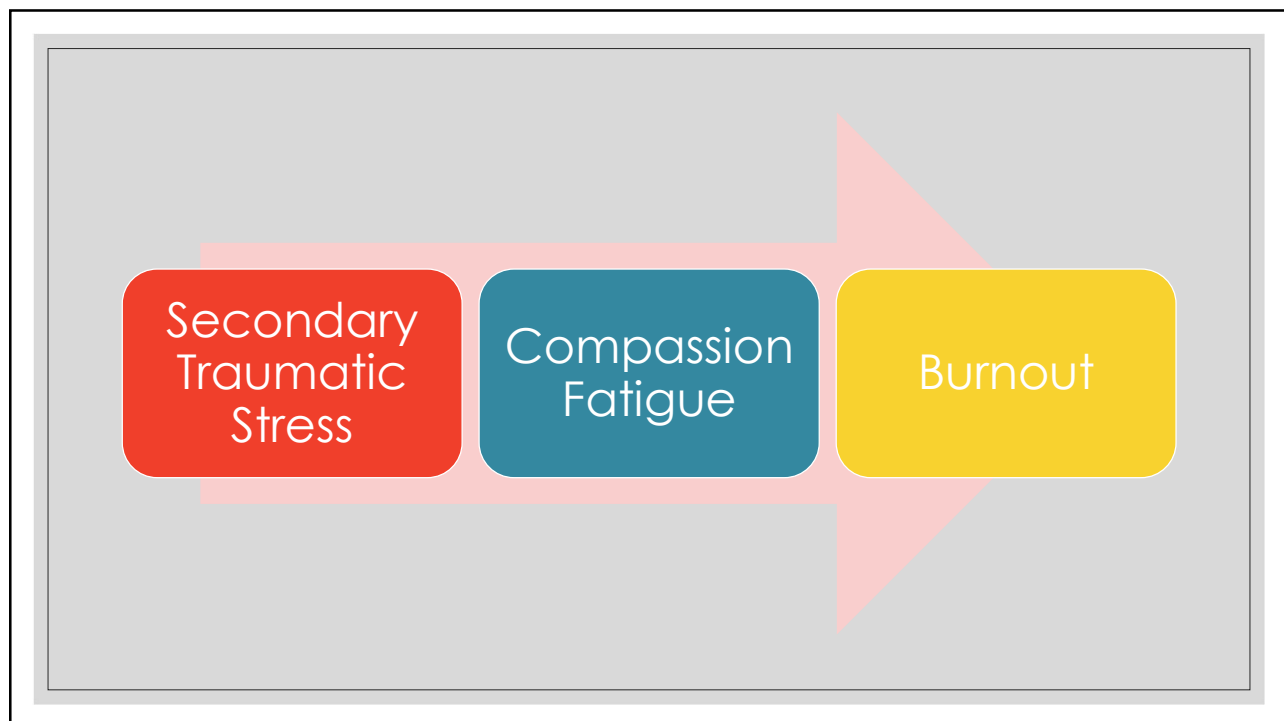 Secondary
Traumatic
Stress
Compassion
Fatigue
Burnout